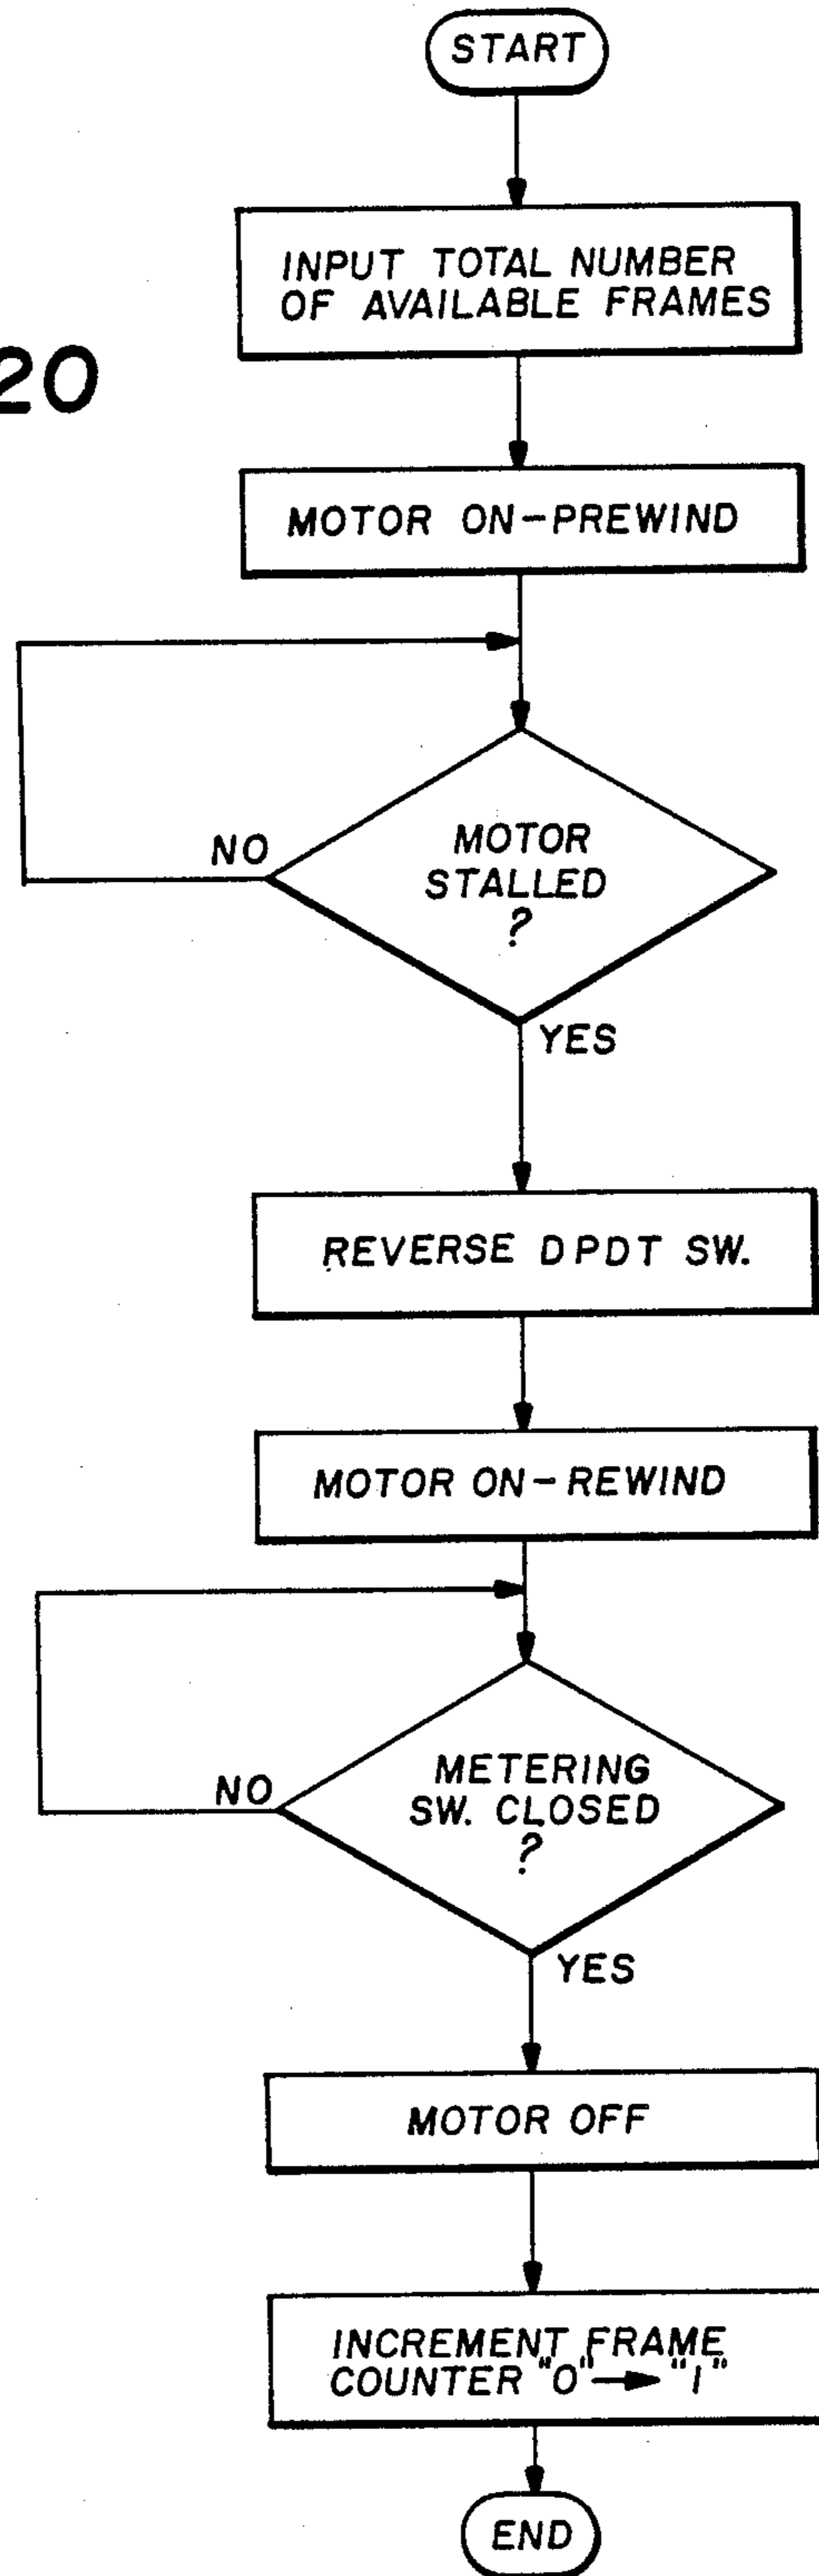 START
INPUT TOTAL NUMBER
OF AVAILABLE FRAMES
20
MOTOR ON-PREWIND
NO
MOTOR
STALLED
?
YES
REVERSE DPDT SW.
MOTOR ON-REWIND
NO
METERING
SW. CLOSED
?
YES
MOTOR OFF
INCREMENT FRAME
COUNTER "0"→"1"
END